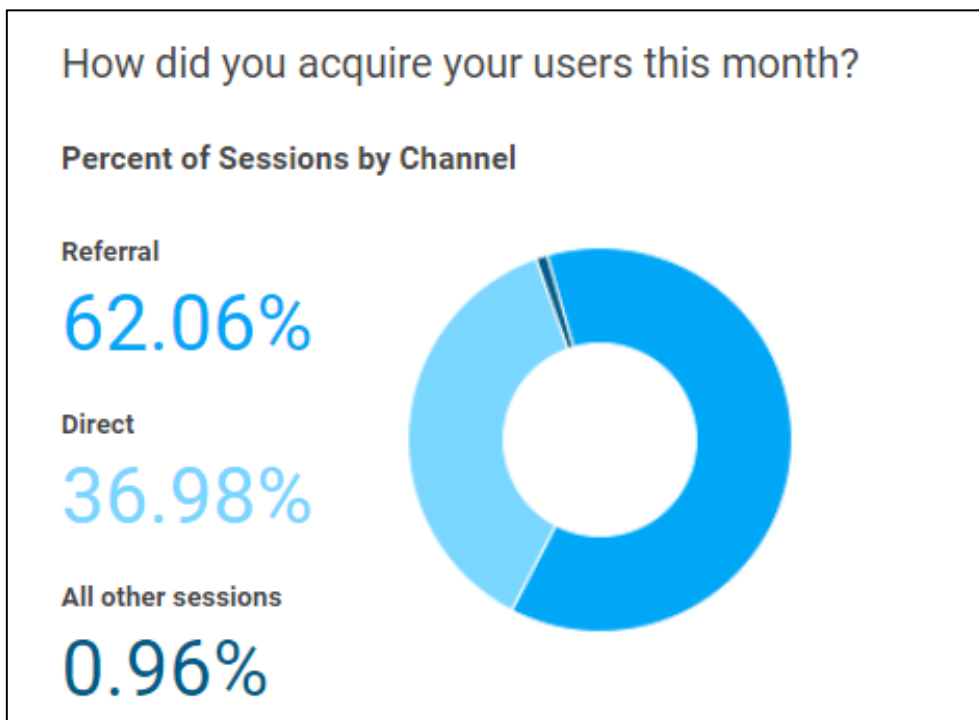 How did you acquire your users this month?
Percent of Sessions by Channel
Referral
62.06%
Direct
36.98%
All other sessions
0.96%